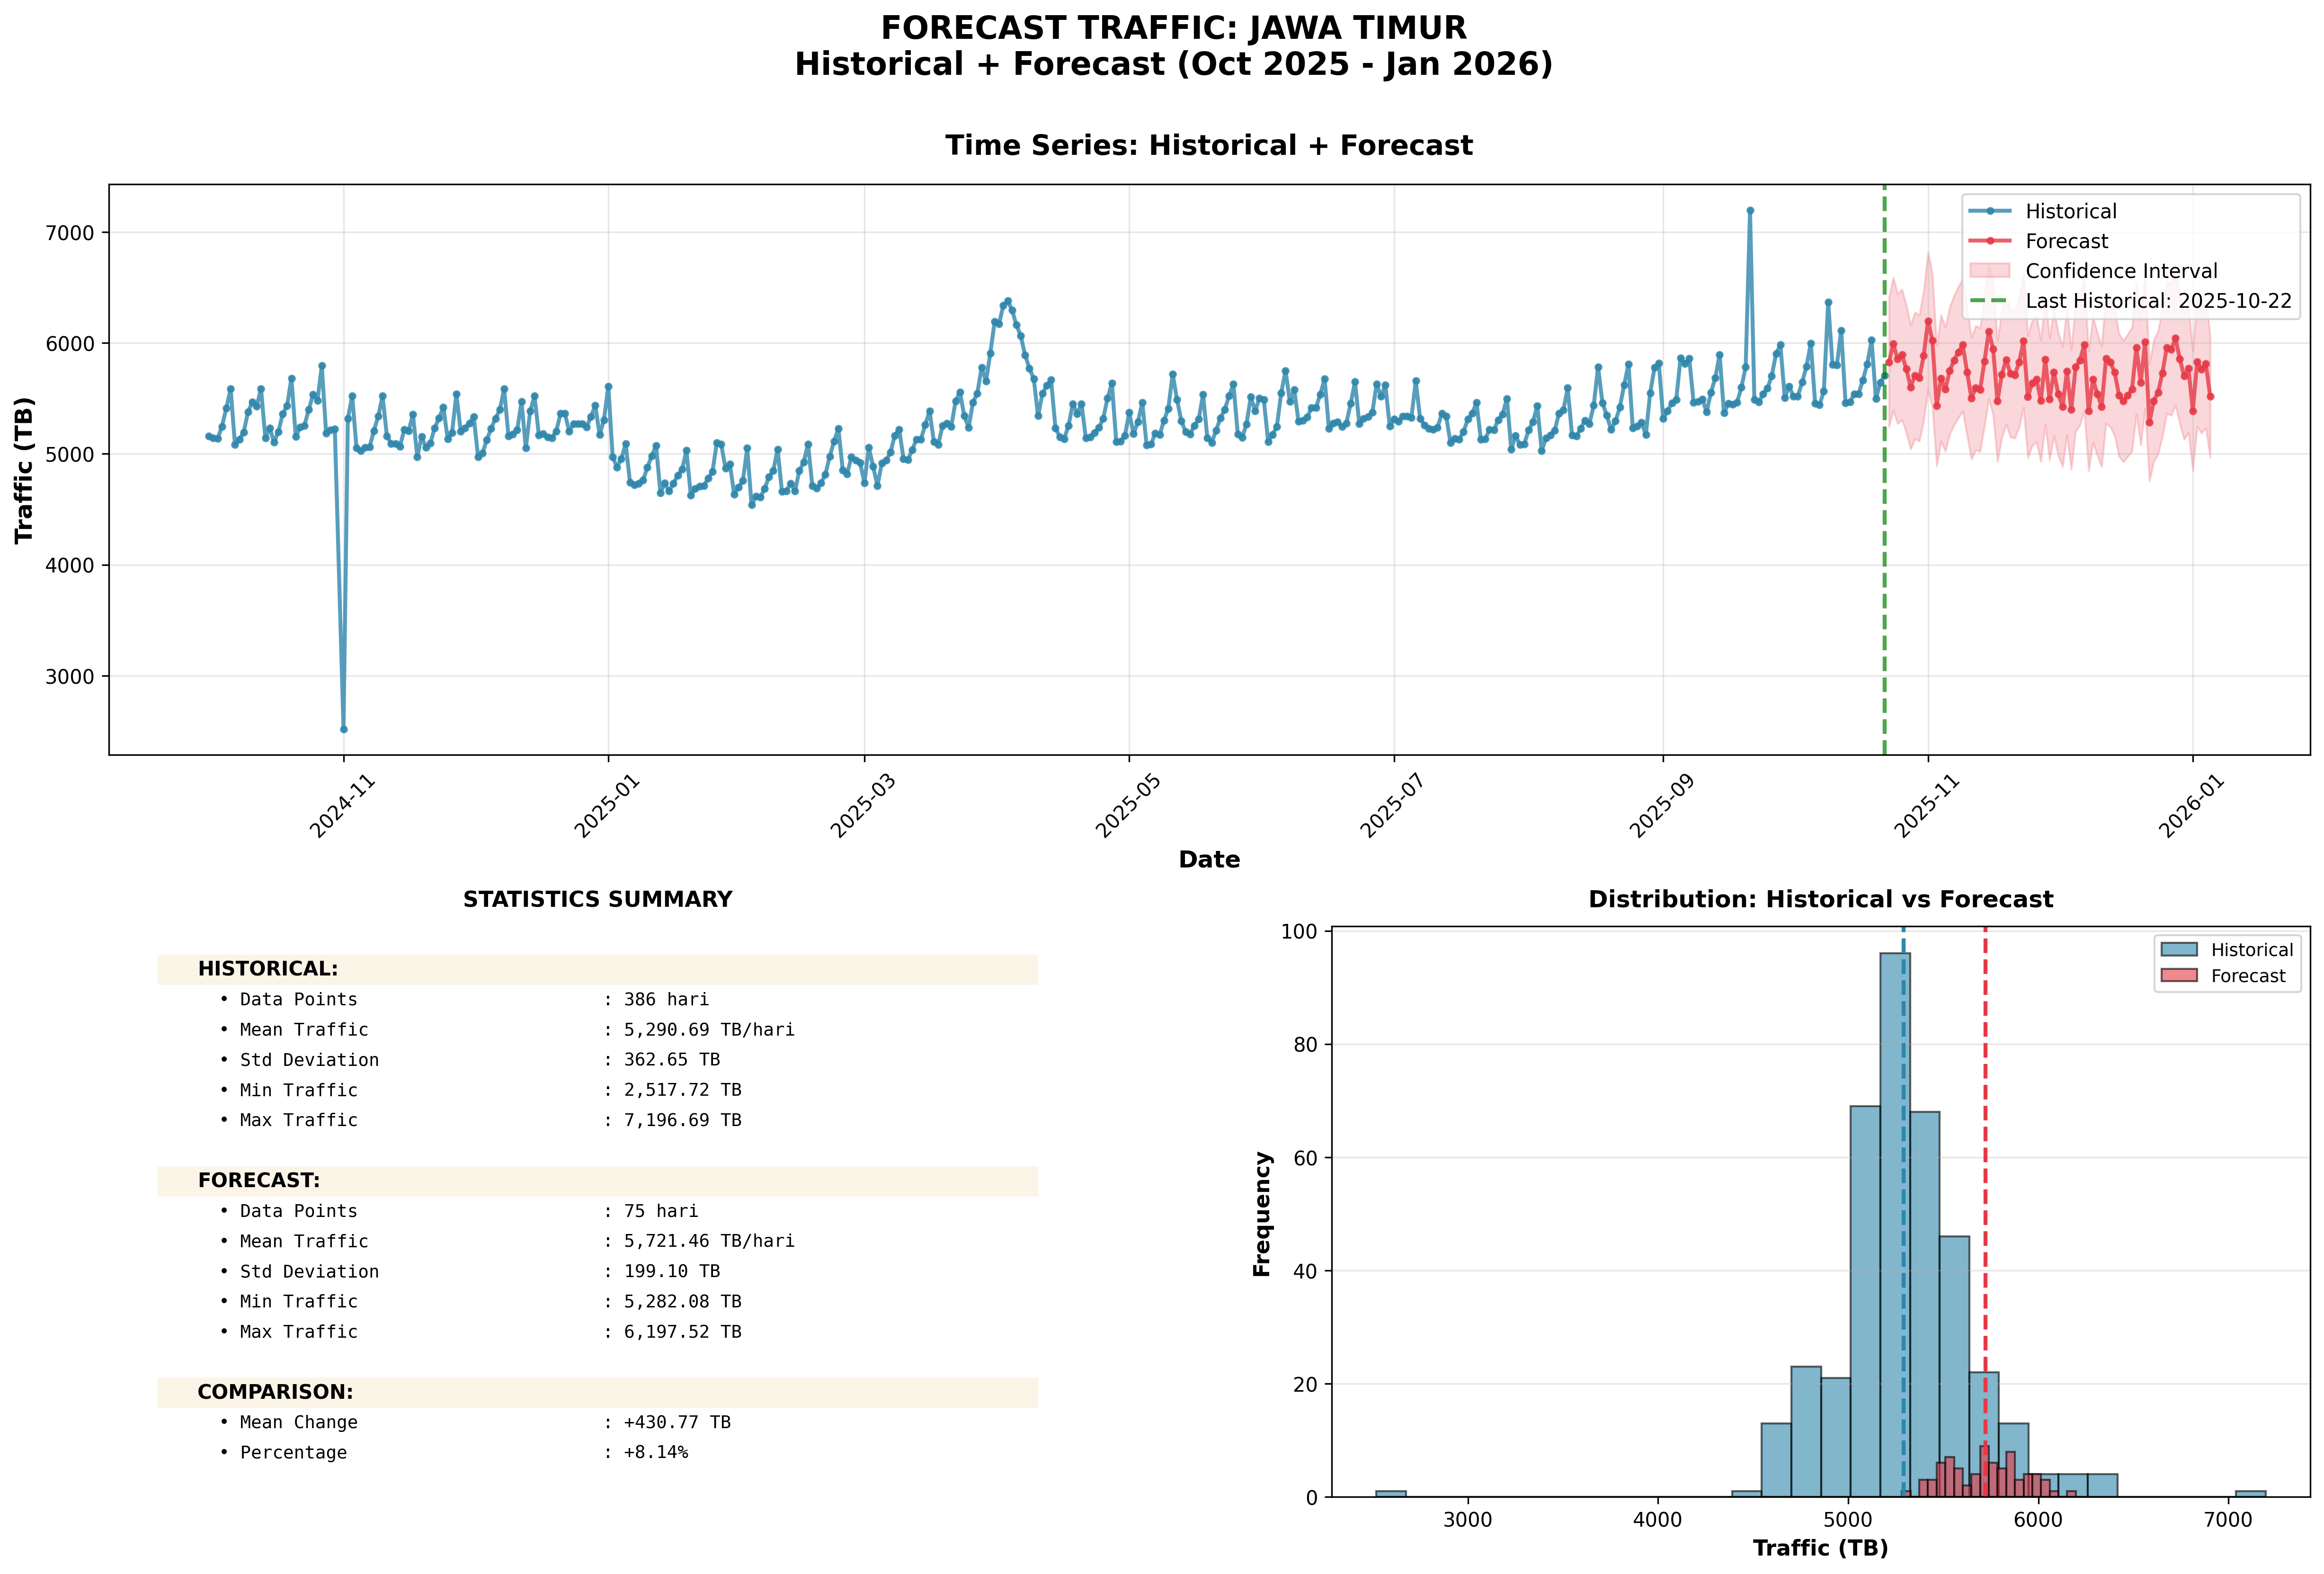 FORECAST TRAFFIC: JAWA TIMUR
Historical + Forecast (Oct 2025 - Jan 2026)
Time Series: Historical + Forecast
Traffic (TB)
7000
6000
5000
4000
3000
Historical
Forecast
Confidence Interval
Last Historical: 2025-10-22
2024-11
2025-01
2025-03
2025-05
2025-07
2025-09
2025-11
2026-01
Date
STATISTICS SUMMARY
HISTORICAL:
• Data Points : 386 hari
• Mean Traffic : 5,290.69 TB/hari
• Std Deviation : 362.65 TB
• Min Traffic : 2,517.72 TB
• Max Traffic : 7,196.69 TB
FORECAST:
• Data Points : 75 hari
• Mean Traffic : 5,721.46 TB/hari
• Std Deviation : 199.10 TB
• Min Traffic : 5,282.08 TB
• Max Traffic : 6,197.52 TB
COMPARISON:
• Mean Change : +430.77 TB
• Percentage : +8.14%
Distribution: Historical vs Forecast
Frequency
100
80
60
40
20
0
Historical
Forecast
3000
4000
5000
6000
7000
Traffic (TB)